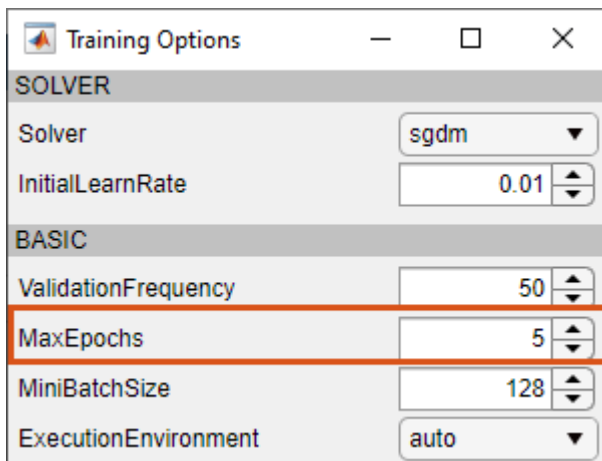 Training Options
SOLVER
Solver sgdm
InitialLearnRate 0.01
BASIC
ValidationFrequency 50
MaxEpochs 5
MiniBatchSize 128
ExecutionEnvironment auto